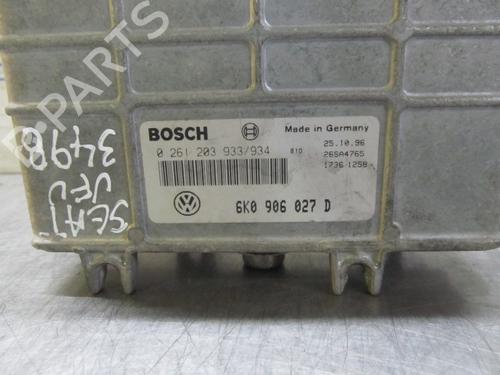 BOSCH
Made in Germany
0 261 203 933/934
810
25.10.96
26SA4765
1736 1258
6K0 906 027 D
SEAT
3498
B-PARTS